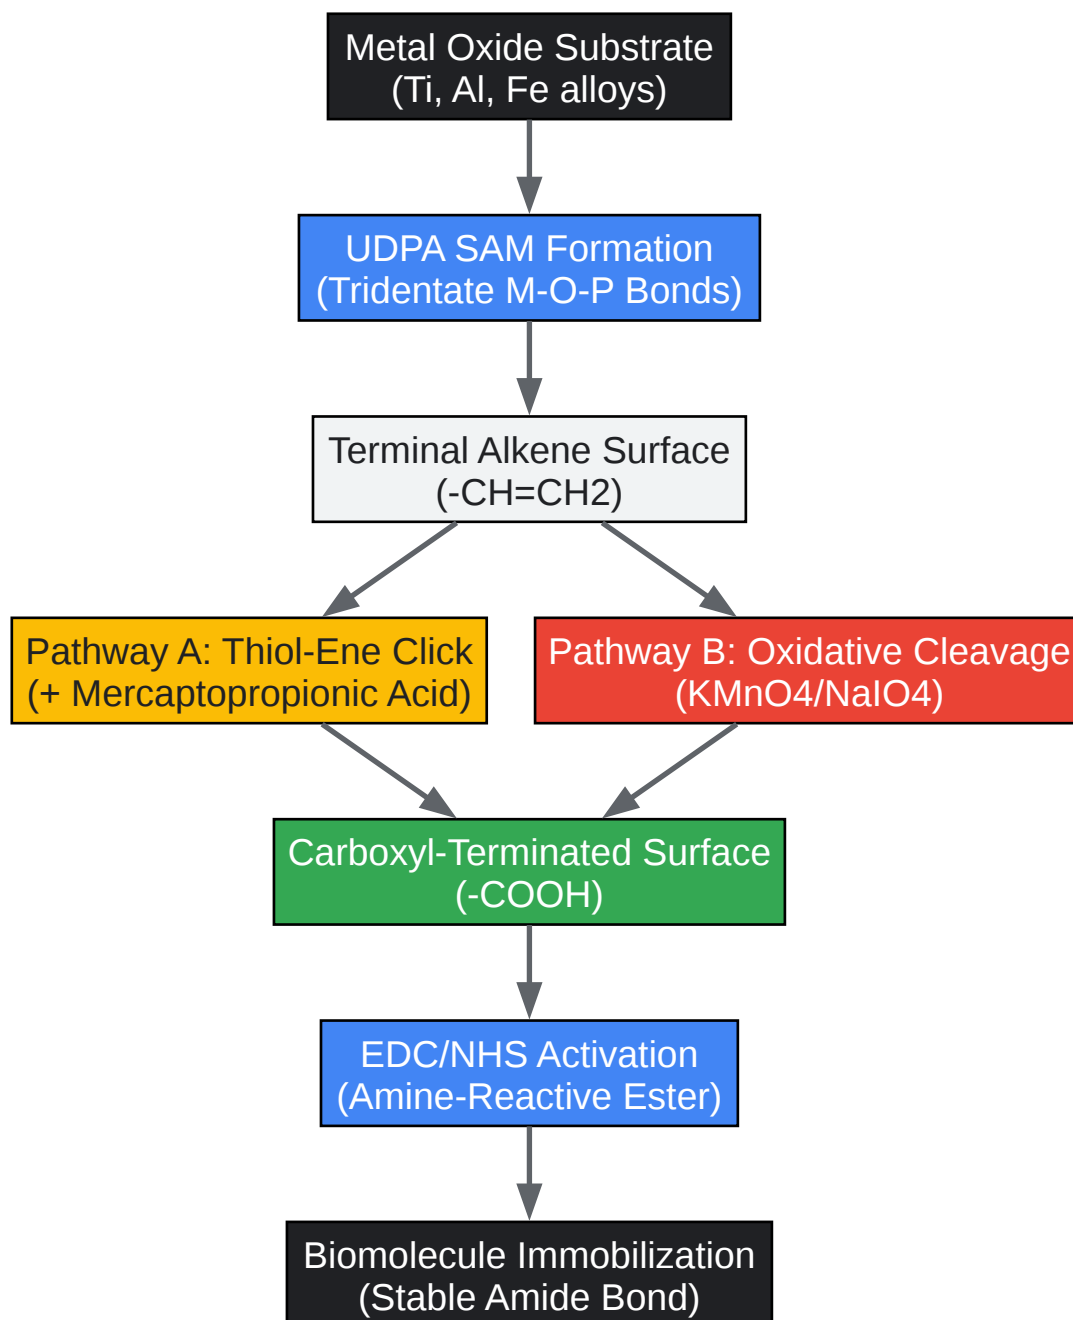 Metal Oxide Substrate
(Ti, Al, Fe alloys)
UDPA SAM Formation
(Tridentate M-O-P Bonds)
Terminal Alkene Surface
(-CH=CH2)
Pathway A: Thiol-Ene Click
(+ Mercaptopropionic Acid)
Pathway B: Oxidative Cleavage
(KMnO4/NaIO4)
Carboxyl-Terminated Surface
(-COOH)
EDC/NHS Activation
(Amine-Reactive Ester)
Biomolecule Immobilization
(Stable Amide Bond)